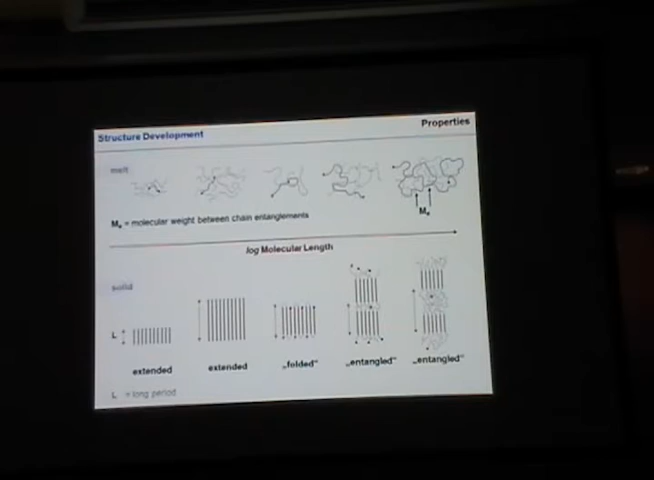 Structure Development
Properties
melt
Mₑ = molecular weight between chain entanglements
Mₑ
log Molecular Length
solid
L
extended
extended
„folded“
„entangled“
„entangled“
L = long period